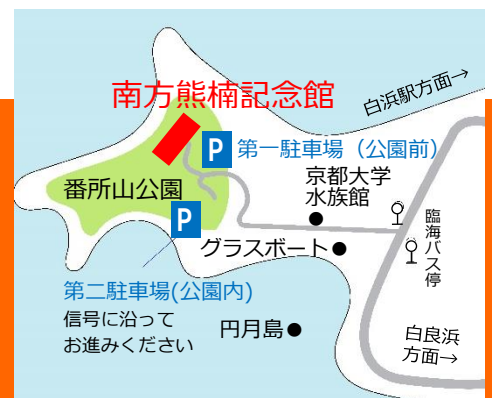 南方熊楠記念館
白浜駅方面→
P 第一駐車場（公園前）
京都大学
水族館
番所山公園
P
臨海バス停
グラスボート●
第二駐車場(公園内)
信号に沿って
お進みください
円月島●
白良浜
方面→